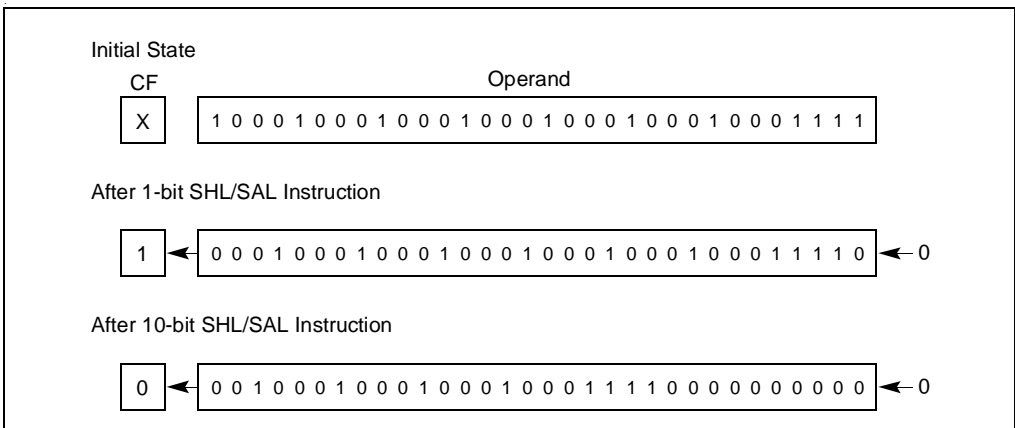 Initial State
CF Operand
X 1 0 0 0 1 0 0 0 1 0 0 0 1 0 0 0 1 0 0 0 1 0 0 0 1 0 0 0 1 1 1 1
After 1-bit SHL/SAL Instruction
1 0 0 0 1 0 0 0 1 0 0 0 1 0 0 0 1 0 0 0 1 0 0 0 1 0 0 0 1 1 1 1 0 0
After 10-bit SHL/SAL Instruction
0 0 0 1 0 0 0 1 0 0 0 1 0 0 0 1 0 0 0 1 1 1 1 0 0 0 0 0 0 0 0 0 0 0